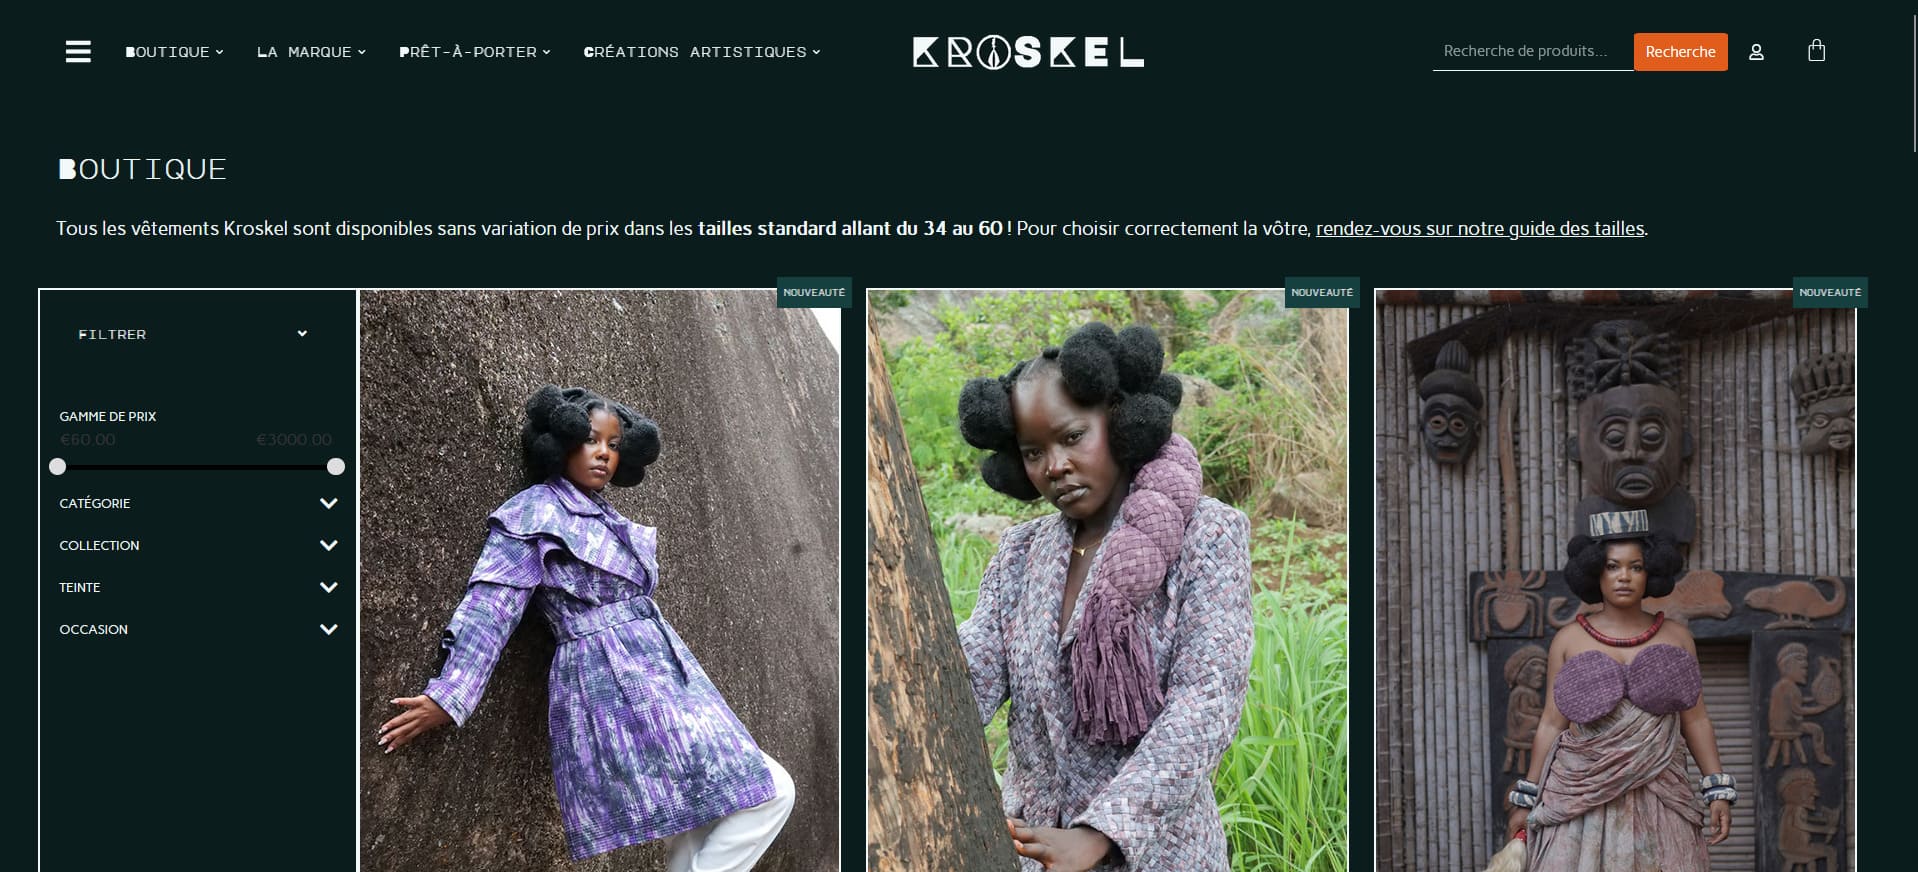 BOUTIQUE
LA MARQUE
PRÊT-À-PORTER
CRÉATIONS ARTISTIQUES
KROSKEL
Recherche de produits...
Recherche
BOUTIQUE
Tous les vêtements Kroskel sont disponibles sans variation de prix dans les tailles standard allant du 34 au 60 ! Pour choisir correctement la vôtre, rendez-vous sur notre guide des tailles.
FILTRER
GAMME DE PRIX
€60.00 €3000.00
CATÉGORIE
COLLECTION
TEINTE
OCCASION
NOUVEAUTÉ
NOUVEAUTÉ
NOUVEAUTÉ